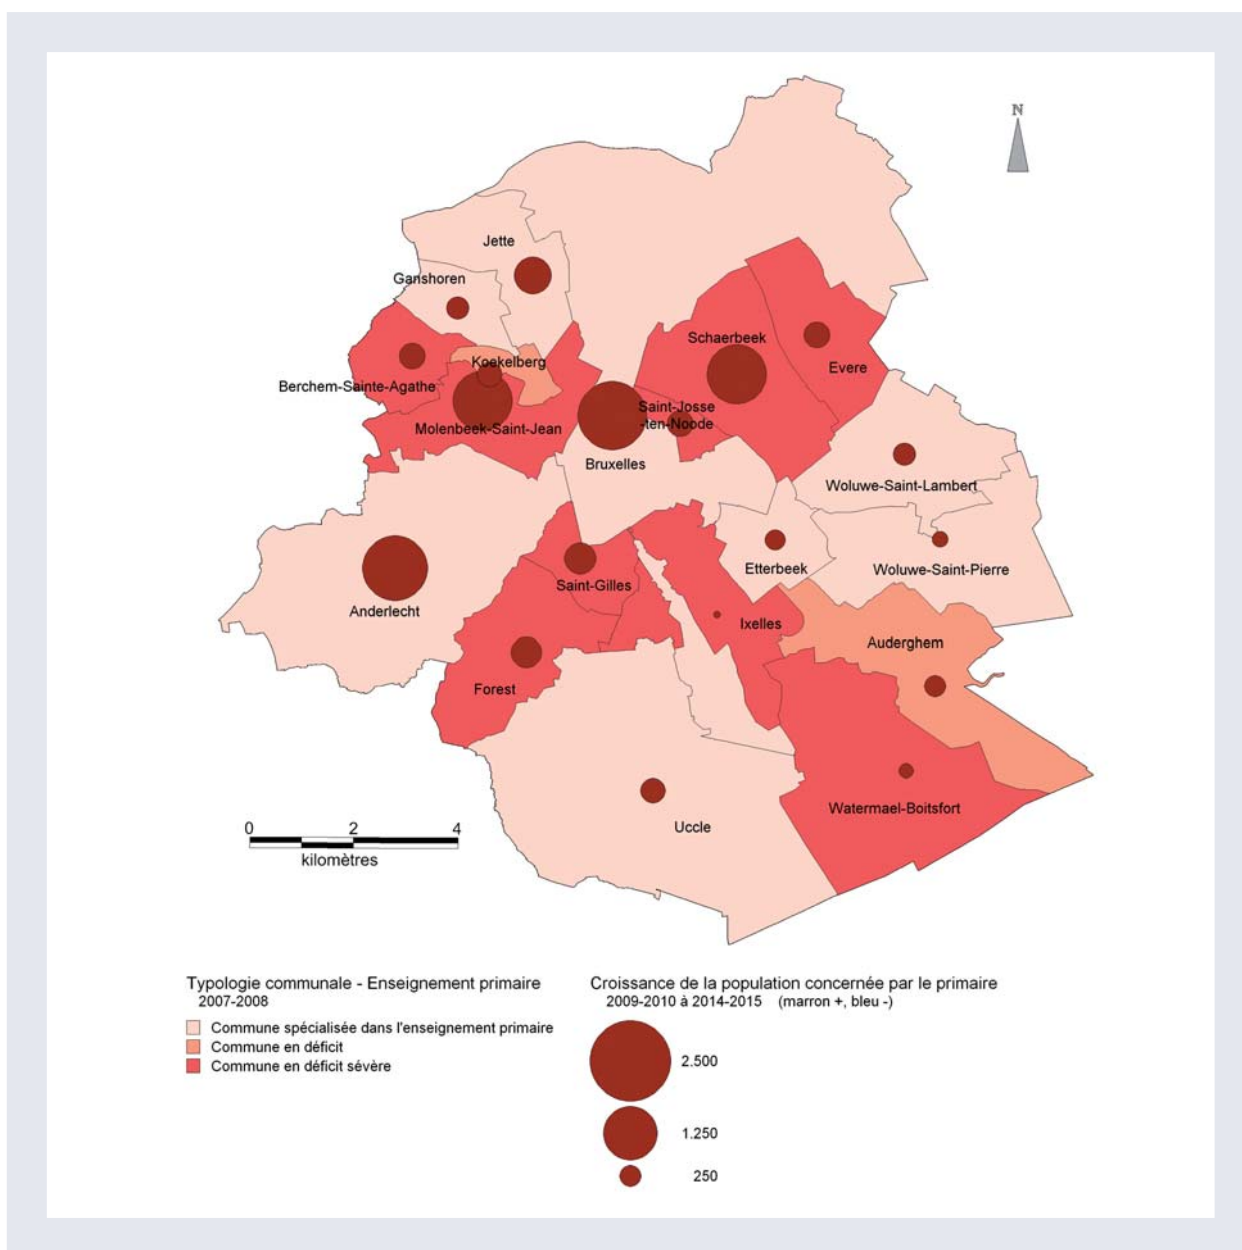 N
Jette
Ganshoren
Schaerbeek
Koekelberg
Evere
Berchem-Sainte-Agathe
Saint-Josse
-ten-Noode
Molenbeek-Saint-Jean
Bruxelles
Woluwe-Saint-Lambert
Etterbeek
Woluwe-Saint-Pierre
Saint-Gilles
Anderlecht
Ixelles
Auderghem
Forest
Watermael-Boitsfort
Uccle
0 2 4
kilomètres
Typologie communale - Enseignement primaire
2007-2008
Commune spécialisée dans l'enseignement primaire
Commune en déficit
Commune en déficit sévère
Croissance de la population concernée par le primaire
2009-2010 à 2014-2015 (marron +, bleu -)
2.500
1.250
250